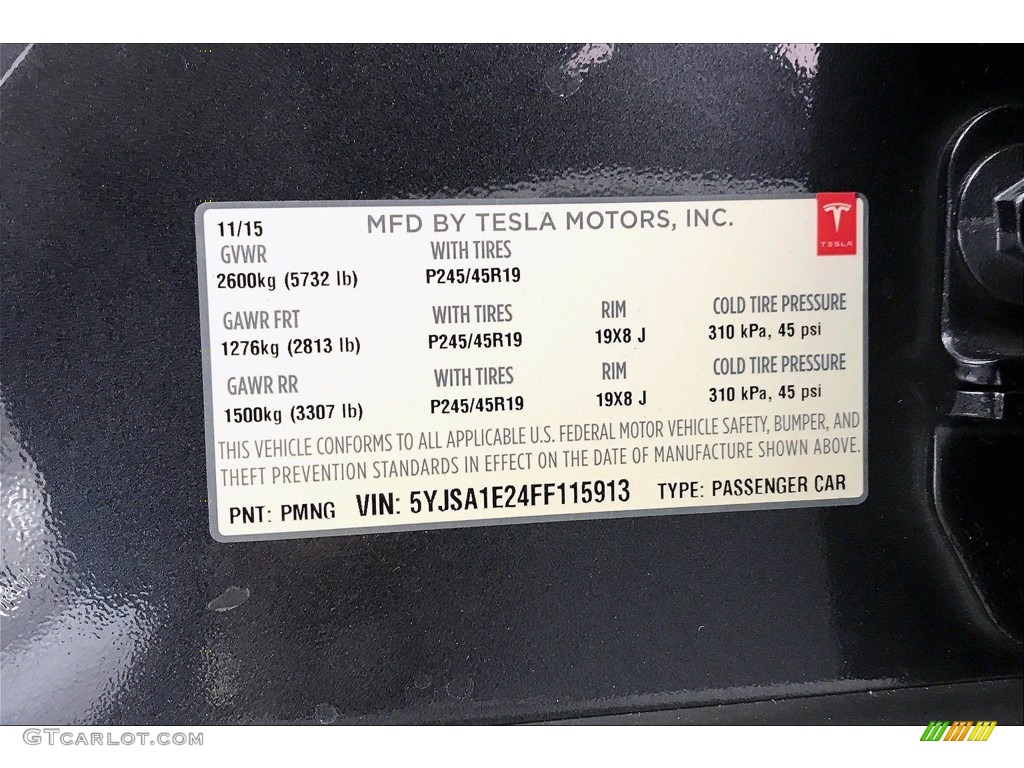 11/15 MFD BY TESLA MOTORS, INC.
TESLA
GVWR WITH TIRES
2600kg (5732 lb) P245/45R19
GAWR FRT WITH TIRES RIM COLD TIRE PRESSURE
1276kg (2813 lb) P245/45R19 19X8 J 310 kPa, 45 psi
GAWR RR WITH TIRES RIM COLD TIRE PRESSURE
1500kg (3307 lb) P245/45R19 19X8 J 310 kPa, 45 psi
THIS VEHICLE CONFORMS TO ALL APPLICABLE U.S. FEDERAL MOTOR VEHICLE SAFETY, BUMPER, AND
THEFT PREVENTION STANDARDS IN EFFECT ON THE DATE OF MANUFACTURE SHOWN ABOVE.
PNT: PMNG VIN: 5YJSA1E24FF115913 TYPE: PASSENGER CAR
GTCARLOT.COM